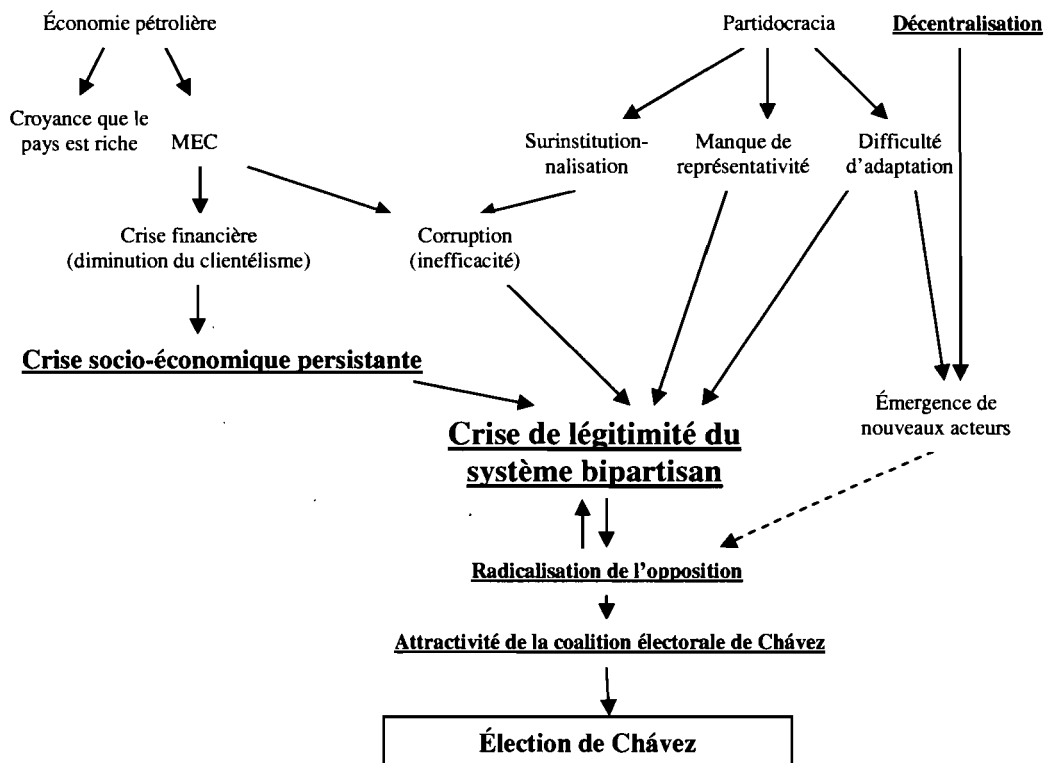 Économie pétrolière
Partidocracia
Décentralisation
Croyance que le
pays est riche
MEC
Surinstitution-
nalisation
Manque de
représentativité
Difficulté
d'adaptation
Crise financière
(diminution du clientélisme)
Corruption
(inefficacité)
Crise socio-économique persistante
Émergence de
nouveaux acteurs
Crise de légitimité du
système bipartisan
Radicalisation de l'opposition
Attractivité de la coalition électorale de Chávez
Élection de Chávez